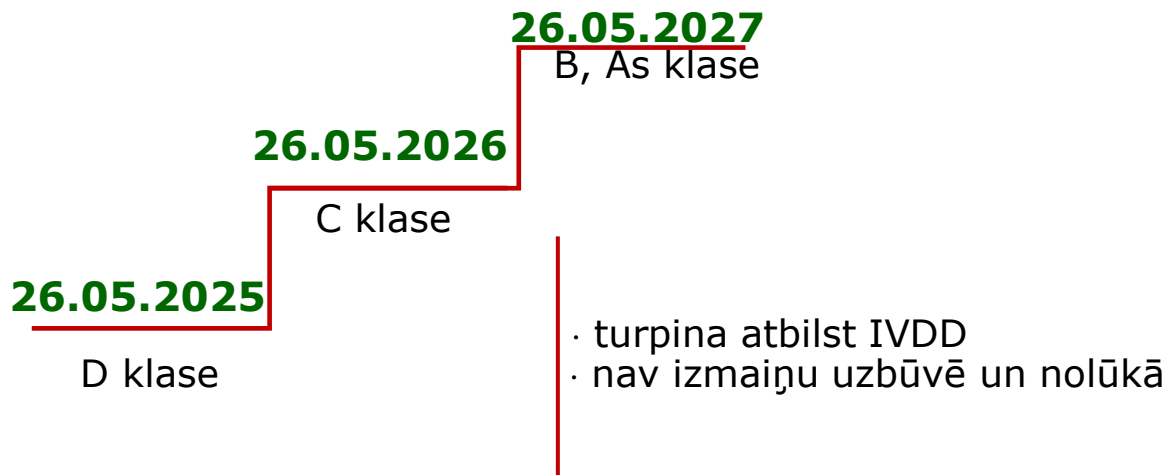 26.05.2027
B, As klase
26.05.2026
C klase
26.05.2025
D klase
· turpina atbilst IVDD
· nav izmaiņu uzbūvē un nolūkā